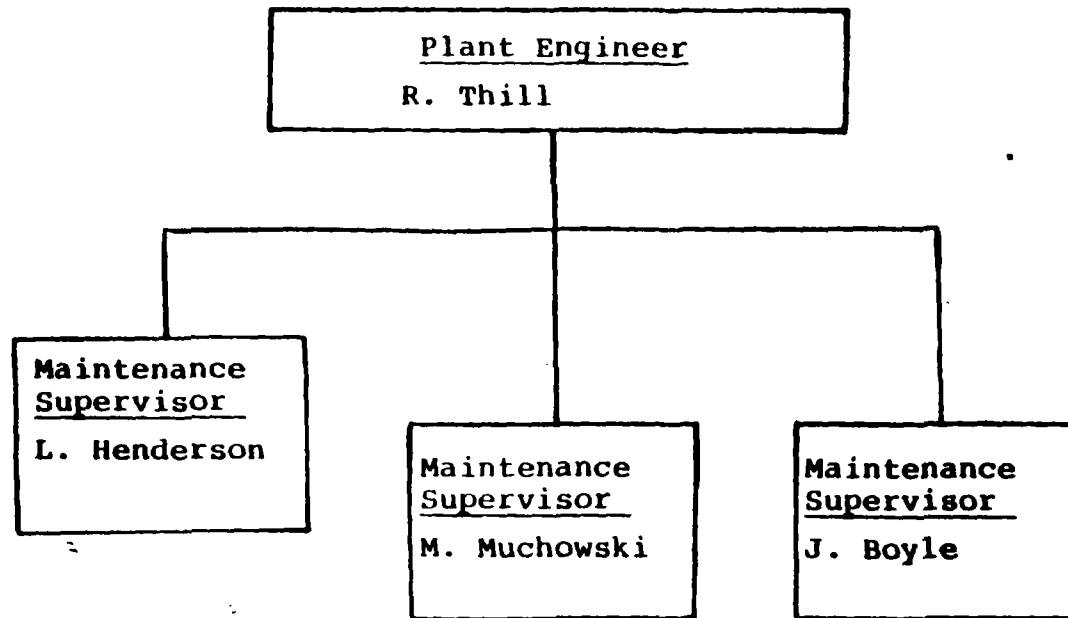 Plant Engineer
R. Thill
Maintenance
Supervisor
L. Henderson
Maintenance
Supervisor
M. Muchowski
Maintenance
Supervisor
J. Boyle